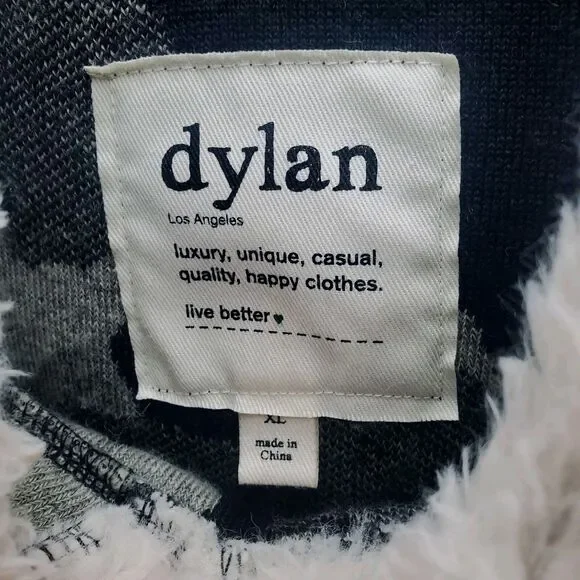 dylan
Los Angeles
luxury, unique, casual,
quality, happy clothes.
live better♥
XL
made in
China